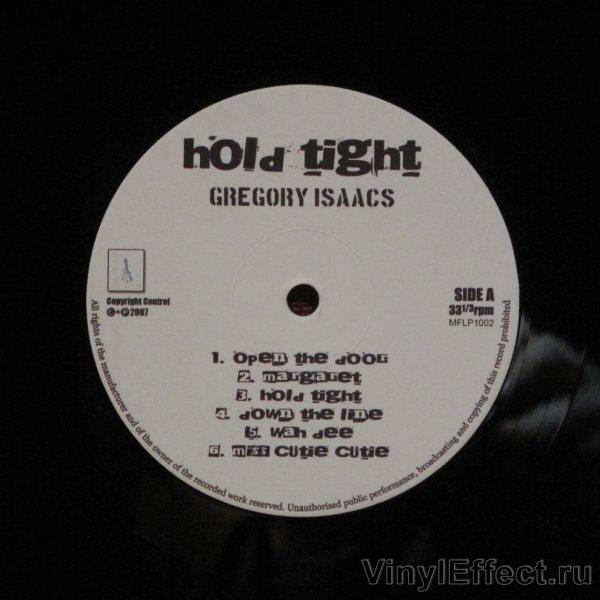 hold tight
GREGORY ISAACS
Copyright Control
©+℗2007
SIDE A
33 1/3 rpm
MFLP1002
1. open the door
2. margaret
3. hold tight
4. down the line
5. wah dee
6. miss cutie cutie
All rights of the manufacturer and of the owner of the recorded work reserved. Unauthorised public performance, broadcasting and copying of this record prohibited
VinylEffect.ru